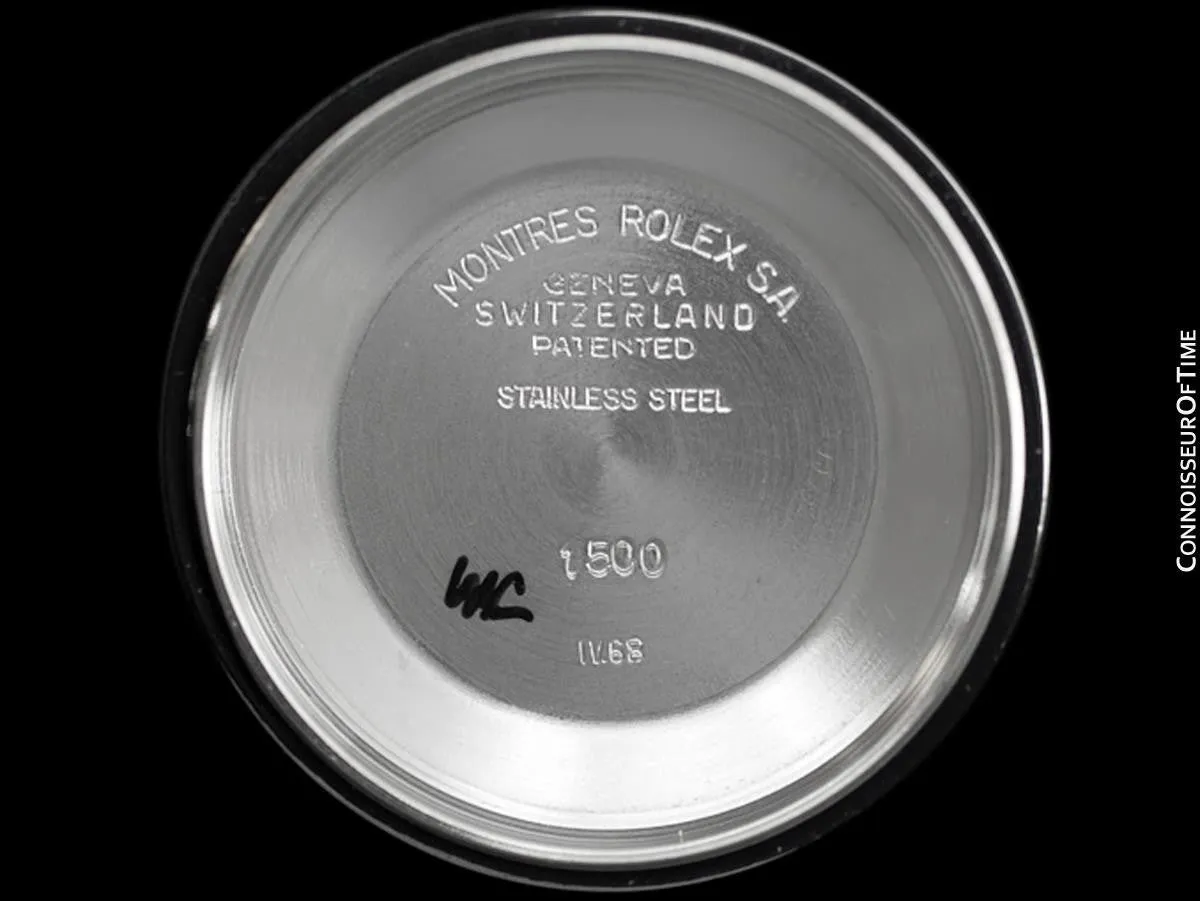 MONTRES ROLEX S.A.
GENEVA
SWITZERLAND
PATENTED
STAINLESS STEEL
1500
IV.68
CONNOISSEUROFTIME